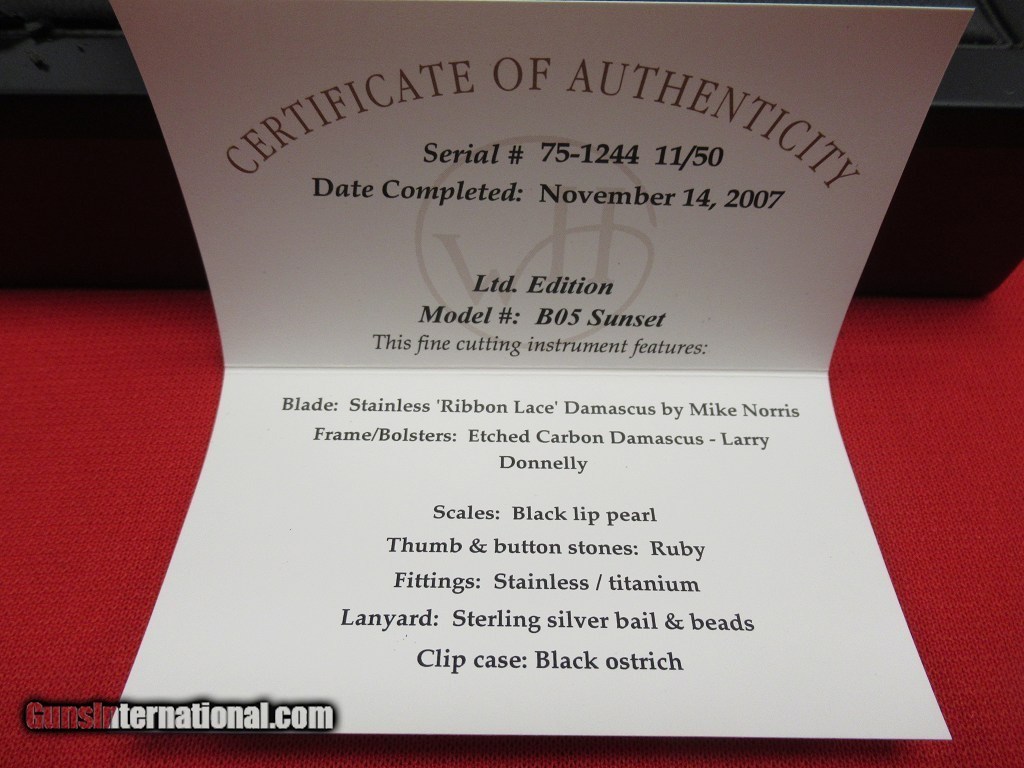 CERTIFICATE OF AUTHENTICITY
Serial # 75-1244 11/50
Date Completed: November 14, 2007
WH
Ltd. Edition
Model #: B05 Sunset
This fine cutting instrument features:
Blade: Stainless 'Ribbon Lace' Damascus by Mike Norris
Frame/Bolsters: Etched Carbon Damascus - Larry
Donnelly
Scales: Black lip pearl
Thumb & button stones: Ruby
Fittings: Stainless / titanium
Lanyard: Sterling silver bail & beads
Clip case: Black ostrich
GunsInternational.com